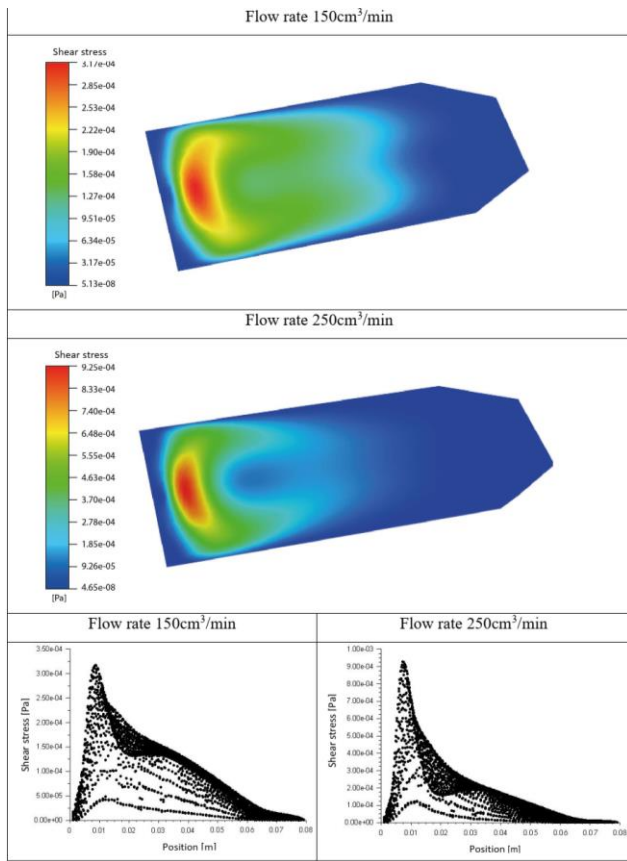 Flow rate 150cm³/min
Shear stress
3.17e-04
2.85e-04
2.53e-04
2.22e-04
1.90e-04
1.58e-04
1.27e-04
9.51e-05
6.34e-05
3.17e-05
5.13e-08
[Pa]
Flow rate 250cm³/min
Shear stress
9.25e-04
8.33e-04
7.40e-04
6.48e-04
5.55e-04
4.63e-04
3.70e-04
2.78e-04
1.85e-04
9.26e-05
4.65e-08
[Pa]
Flow rate 150cm³/min
Flow rate 250cm³/min
3.50e-04
3.00e-04
2.50e-04
2.00e-04
1.50e-04
1.00e-04
5.00e-05
0.00e+00
Shear stress [Pa]
0 0.01 0.02 0.03 0.04 0.05 0.06 0.07 0.08
Position [m]
1.00e-03
9.00e-04
8.00e-04
7.00e-04
6.00e-04
5.00e-04
4.00e-04
3.00e-04
2.00e-04
1.00e-04
0.00e+00
Shear stress [Pa]
0 0.01 0.02 0.03 0.04 0.05 0.06 0.07 0.08
Position [m]